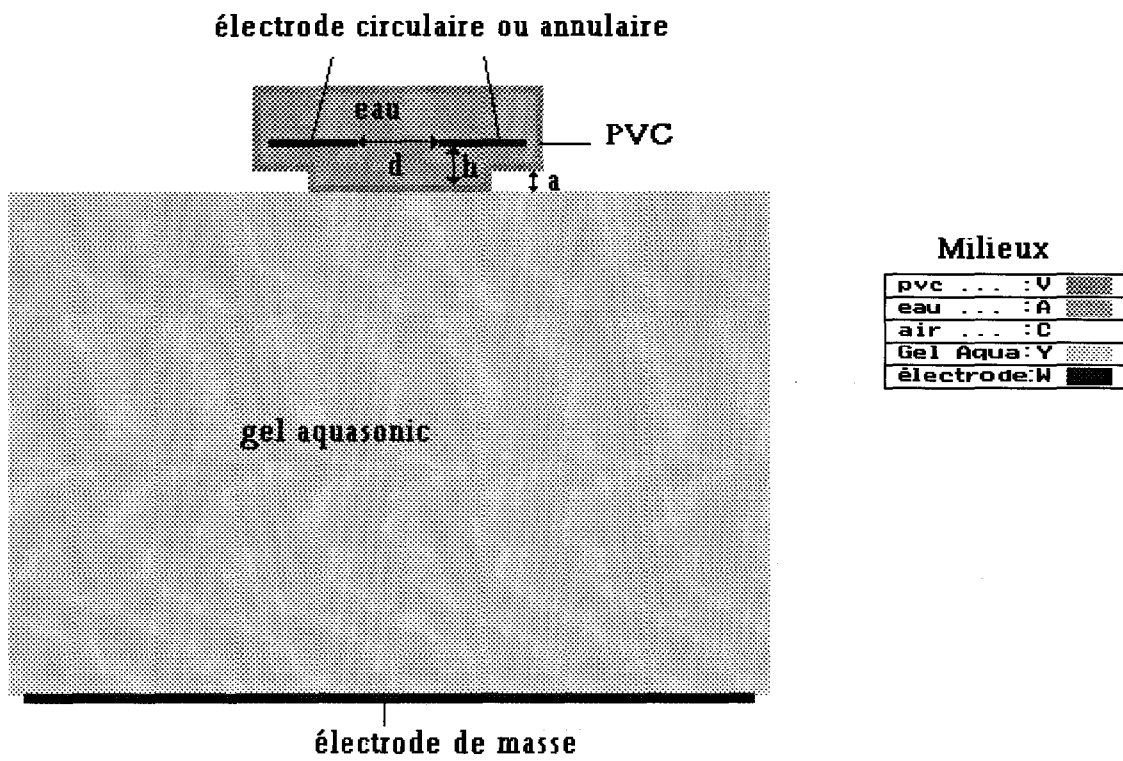 électrode circulaire ou annulaire
eau
PVC
d
h
a
Milieux
pvc ... :V
eau ... :A
air ... :C
Gel Aqua:Y
électrode:W
gel aquasonic
électrode de masse